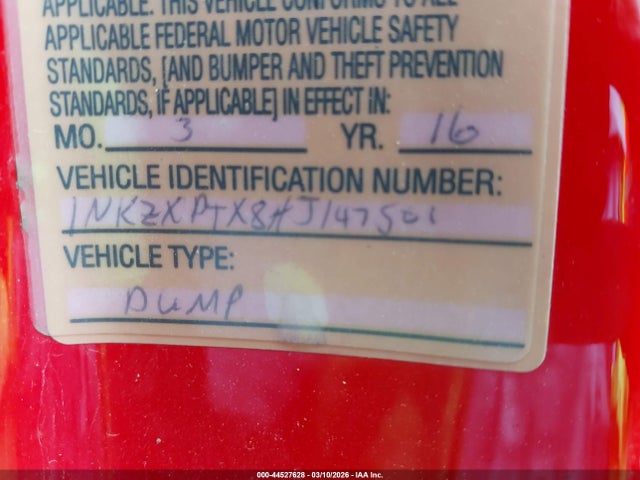 APPLICABLE. THIS VEHICLE CONFORMS TO ALL
APPLICABLE FEDERAL MOTOR VEHICLE SAFETY
STANDARDS, [AND BUMPER AND THEFT PREVENTION
STANDARDS, IF APPLICABLE] IN EFFECT IN:
MO. 3 YR. 16
VEHICLE IDENTIFICATION NUMBER:
1NKZXPTX8HJ147501
VEHICLE TYPE:
DUMP
000-44527628 - 03/10/2026 - IAA Inc.